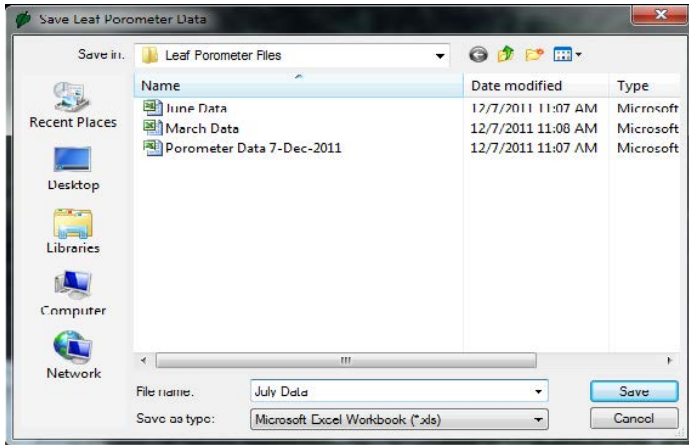 Save Leaf Porometer Data
Save in: Leaf Porometer Files
Name Date modified Type
June Data 12/7/2011 11:07 AM Microsoft
March Data 12/7/2011 11:08 AM Microsoft
Porometer Data 7-Dec-2011 12/7/2011 11:07 AM Microsoft
Recent Places
Desktop
Libraries
Computer
Network
File name: July Data Save
Save as type: Microsoft Excel Workbook (*.xls) Cancel